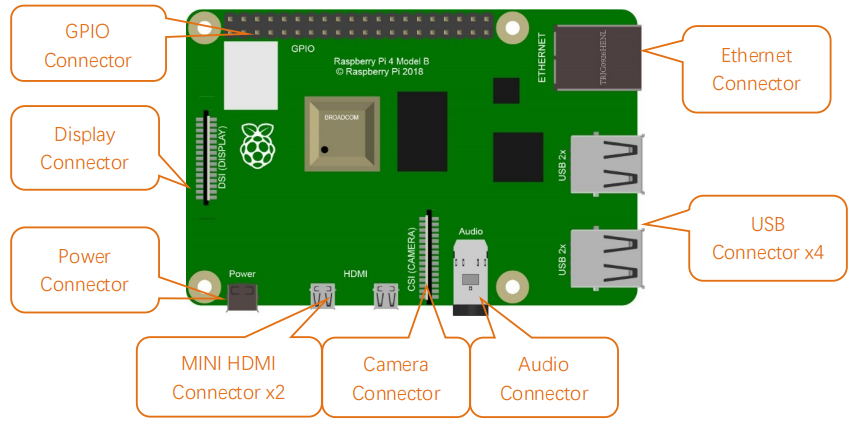 GPIO
Connector
Display
Connector
Power
Connector
GPIO
Raspberry Pi 4 Model B
© Raspberry Pi 2018
BROADCOM
DSI (DISPLAY)
ETHERNET
TRJG0926HENL
USB 2x
USB 2x
Power
HDMI
CSI (CAMERA)
Audio
Ethernet
Connector
USB
Connector x4
MINI HDMI
Connector x2
Camera
Connector
Audio
Connector